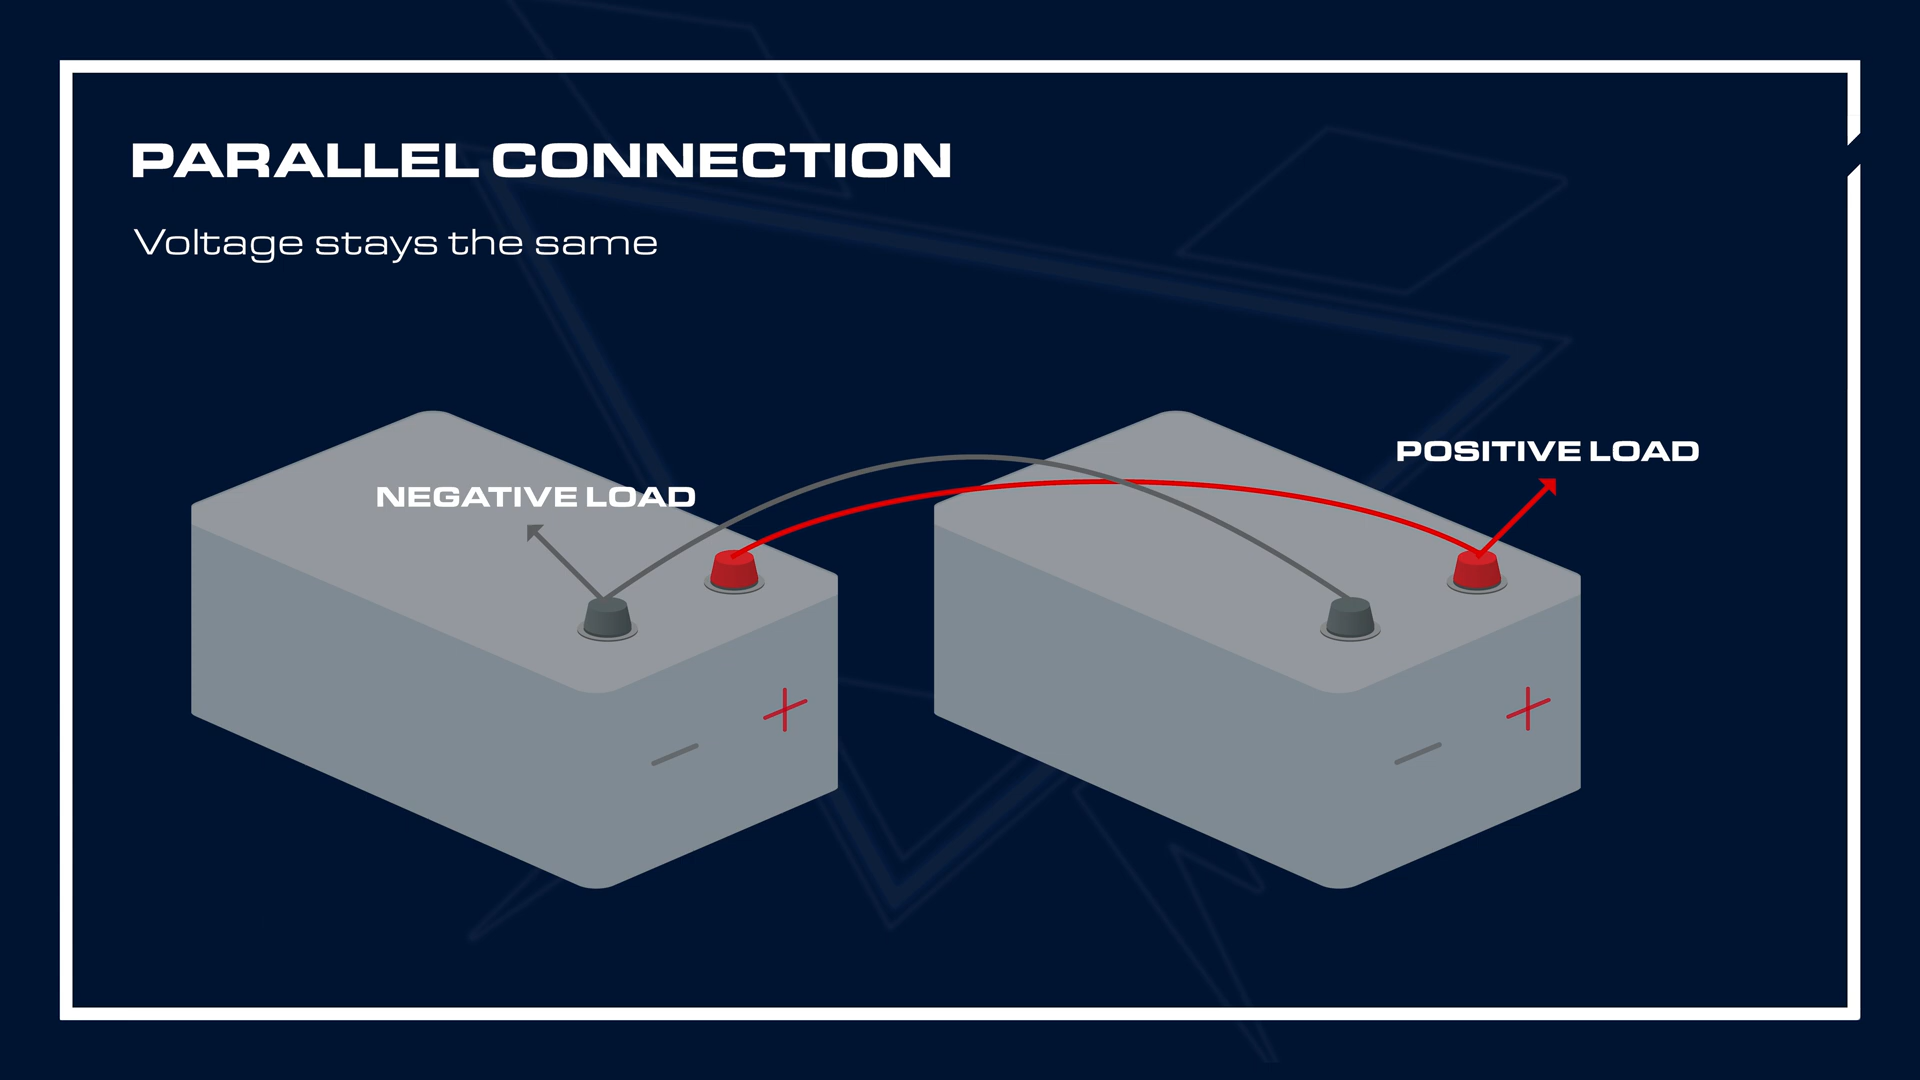 PARALLEL CONNECTION
Voltage stays the same
POSITIVE LOAD
NEGATIVE LOAD
+
−
+
−